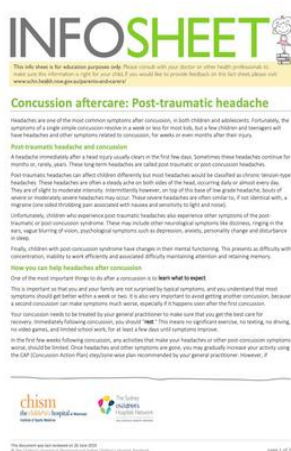 INFOSHEET
This info sheet is for education purposes only. Please consult with your doctor or other health professionals to
make sure this information is right for your child. If you would like to provide feedback on this fact sheet please visit:
www.schn.health.nsw.gov.au/parents-and-carers/
Concussion aftercare: Post-traumatic headache
Headaches are one of the most common symptoms after concussion, in both children and adolescents. Fortunately, the
symptoms of a single simple concussion resolve in a week or less for most kids, but a few children and teenagers will
have headaches and other symptoms related to concussion, for weeks or even months after their injury.
Post-traumatic headache and concussion
A headache immediately after a head injury usually clears in the first few days. Sometimes these headaches continue for
months or, rarely, years. These long-term headaches are called post traumatic or post-concussion headaches.
Post-traumatic headaches can affect children differently but most headaches would be classified as chronic tension-type
headaches. These headaches are often a steady ache on both sides of the head, occurring daily or almost every day.
They are of slight to moderate intensity. However, on top of this base of low grade headache, bouts of
severe or moderately severe headaches may occur. These severe headaches are often similar to, if not identical with, a
migraine (one sided throbbing pain associated with nausea and sensitivity to light and noise).
Unfortunately, children who experience post traumatic headaches also experience other symptoms of the post-
traumatic or post-concussion syndrome. These may include other neurological symptoms like dizziness, ringing in the
ears, vague blurring of vision, psychological symptoms such as depression, anxiety, personality change and disturbance
in sleep.
Finally, children with post concussion syndrome have changes in their mental functioning. This presents as difficulty with
concentration, inability to work efficiently and associated difficulty maintaining attention and retaining memory.
How you can help headaches after concussion
One of the most important things to do after a concussion is to learn what to expect.
This is important so that you and your family are not surprised by typical symptoms, and you understand that most
symptoms should get better within a week or two. It is also very important to avoid getting another concussion, because
a second concussion can make symptoms much worse, especially if it happens soon after the first concussion.
Your concussion needs to be treated by your general practitioner to make sure that you get the best care for
recovery. Immediately following concussion, you should "rest." This means no significant exercise, no texting, no driving,
no video games, and limited school work, for at least a few days until symptoms improve.
In the first few weeks following concussion, any activities that make your headaches or other post-concussion symptoms
worse, should be limited. Once headaches and other symptoms are gone, you may gradually increase your activity using
the CAP (Concussion Action Plan) step/zone-wise plan recommended by your general practitioner. However, if
chism
the children's hospital at Westmead
The Sydney
children's
Hospitals Network
This document was last reviewed on 26 June 2019
page 1 of